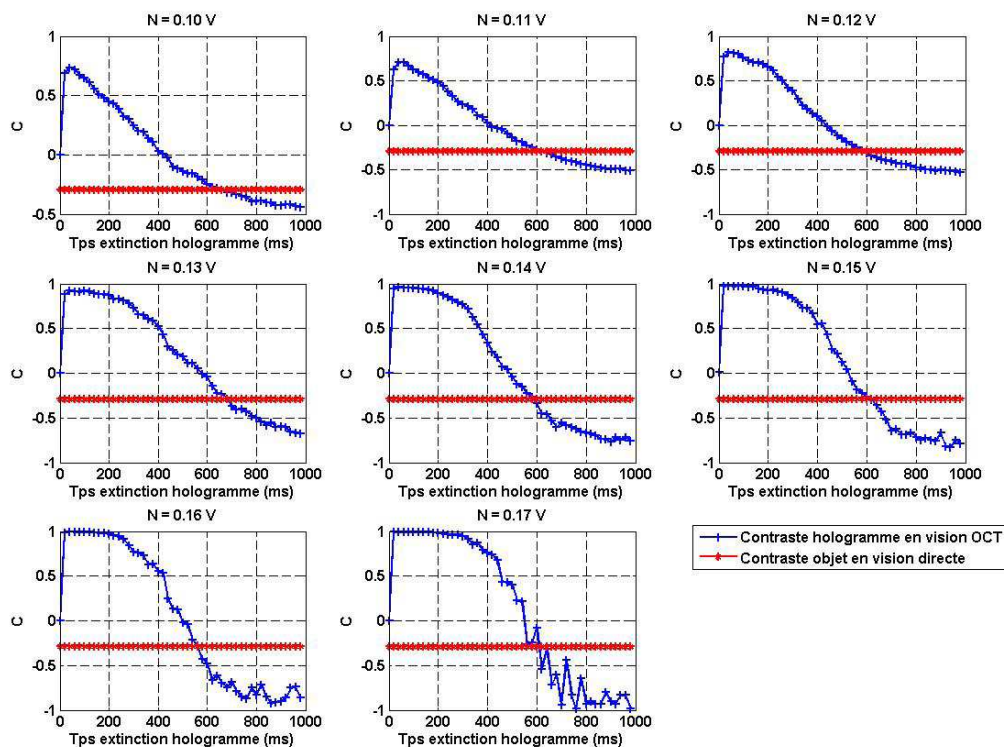 N = 0.10 V
N = 0.11 V
N = 0.12 V
1
0.5
0
-0.5
C
0 200 400 600 800 1000
Tps extinction hologramme (ms)
1
0.5
0
-0.5
-1
C
0 200 400 600 800 1000
Tps extinction hologramme (ms)
1
0.5
0
-0.5
-1
C
0 200 400 600 800 1000
Tps extinction hologramme (ms)
N = 0.13 V
N = 0.14 V
N = 0.15 V
1
0.5
0
-0.5
-1
C
0 200 400 600 800 1000
Tps extinction hologramme (ms)
1
0.5
0
-0.5
-1
C
0 200 400 600 800 1000
Tps extinction hologramme (ms)
1
0.5
0
-0.5
-1
C
0 200 400 600 800 1000
Tps extinction hologramme (ms)
N = 0.16 V
N = 0.17 V
1
0.5
0
-0.5
-1
C
0 200 400 600 800 1000
Tps extinction hologramme (ms)
1
0.5
0
-0.5
-1
C
0 200 400 600 800 1000
Tps extinction hologramme (ms)
Contraste hologramme en vision OCT
Contraste objet en vision directe